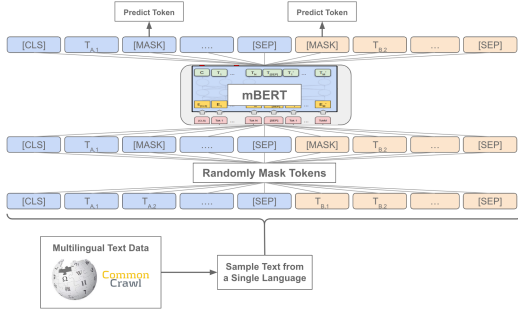 Predict Token Predict Token
[CLS] T_A.1 [MASK] .... [SEP] [MASK] T_B.2 ... [SEP]
mBERT
[CLS] T_A.1 [MASK] .... [SEP] [MASK] T_B.2 ... [SEP]
Randomly Mask Tokens
[CLS] T_A.1 T_A.2 .... [SEP] T_B.1 T_B.2 ... [SEP]
Multilingual Text Data
Common
Crawl
Sample Text from
a Single Language